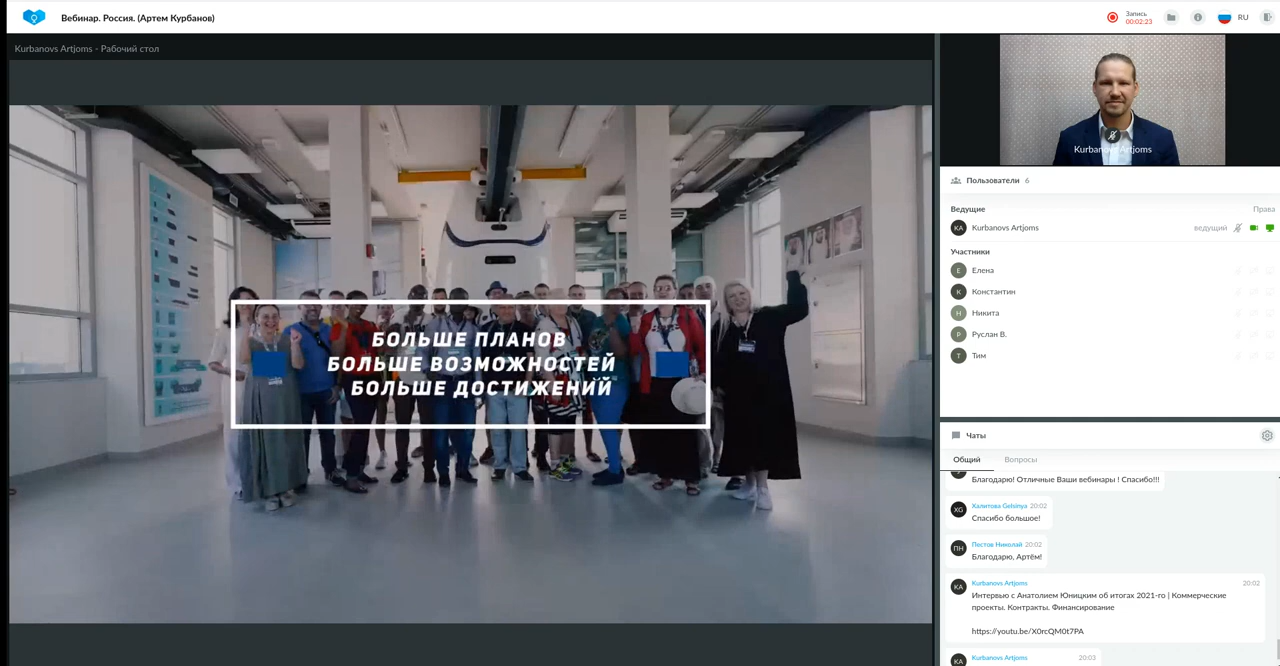 Вебинар. Россия. (Артем Курбанов)
Запись
00:02:23
RU
Kurbanovs Artjoms - Рабочий стол
БОЛЬШЕ ПЛАНОВ
БОЛЬШЕ ВОЗМОЖНОСТЕЙ
БОЛЬШЕ ДОСТИЖЕНИЙ
Kurbanovs Artjoms
Пользователи 6
Ведущие Права
KA Kurbanovs Artjoms ведущий
Участники
Е Елена
К Константин
Н Никита
Р Руслан В.
Т Тим
Чаты
Общий Вопросы
Благодарю! Отличные Ваши вебинары ! Спасибо!!!
XG Халитова Gelsinya 20:02
Спасибо большое!
ПН Пестов Николай 20:02
Благодарю, Артём!
KA Kurbanovs Artjoms 20:02
Интервью с Анатолием Юницким об итогах 2021-го | Коммерческие
проекты. Контракты. Финансирование
https://youtu.be/X0rcQM0t7PA
KA Kurbanovs Artjoms 20:03